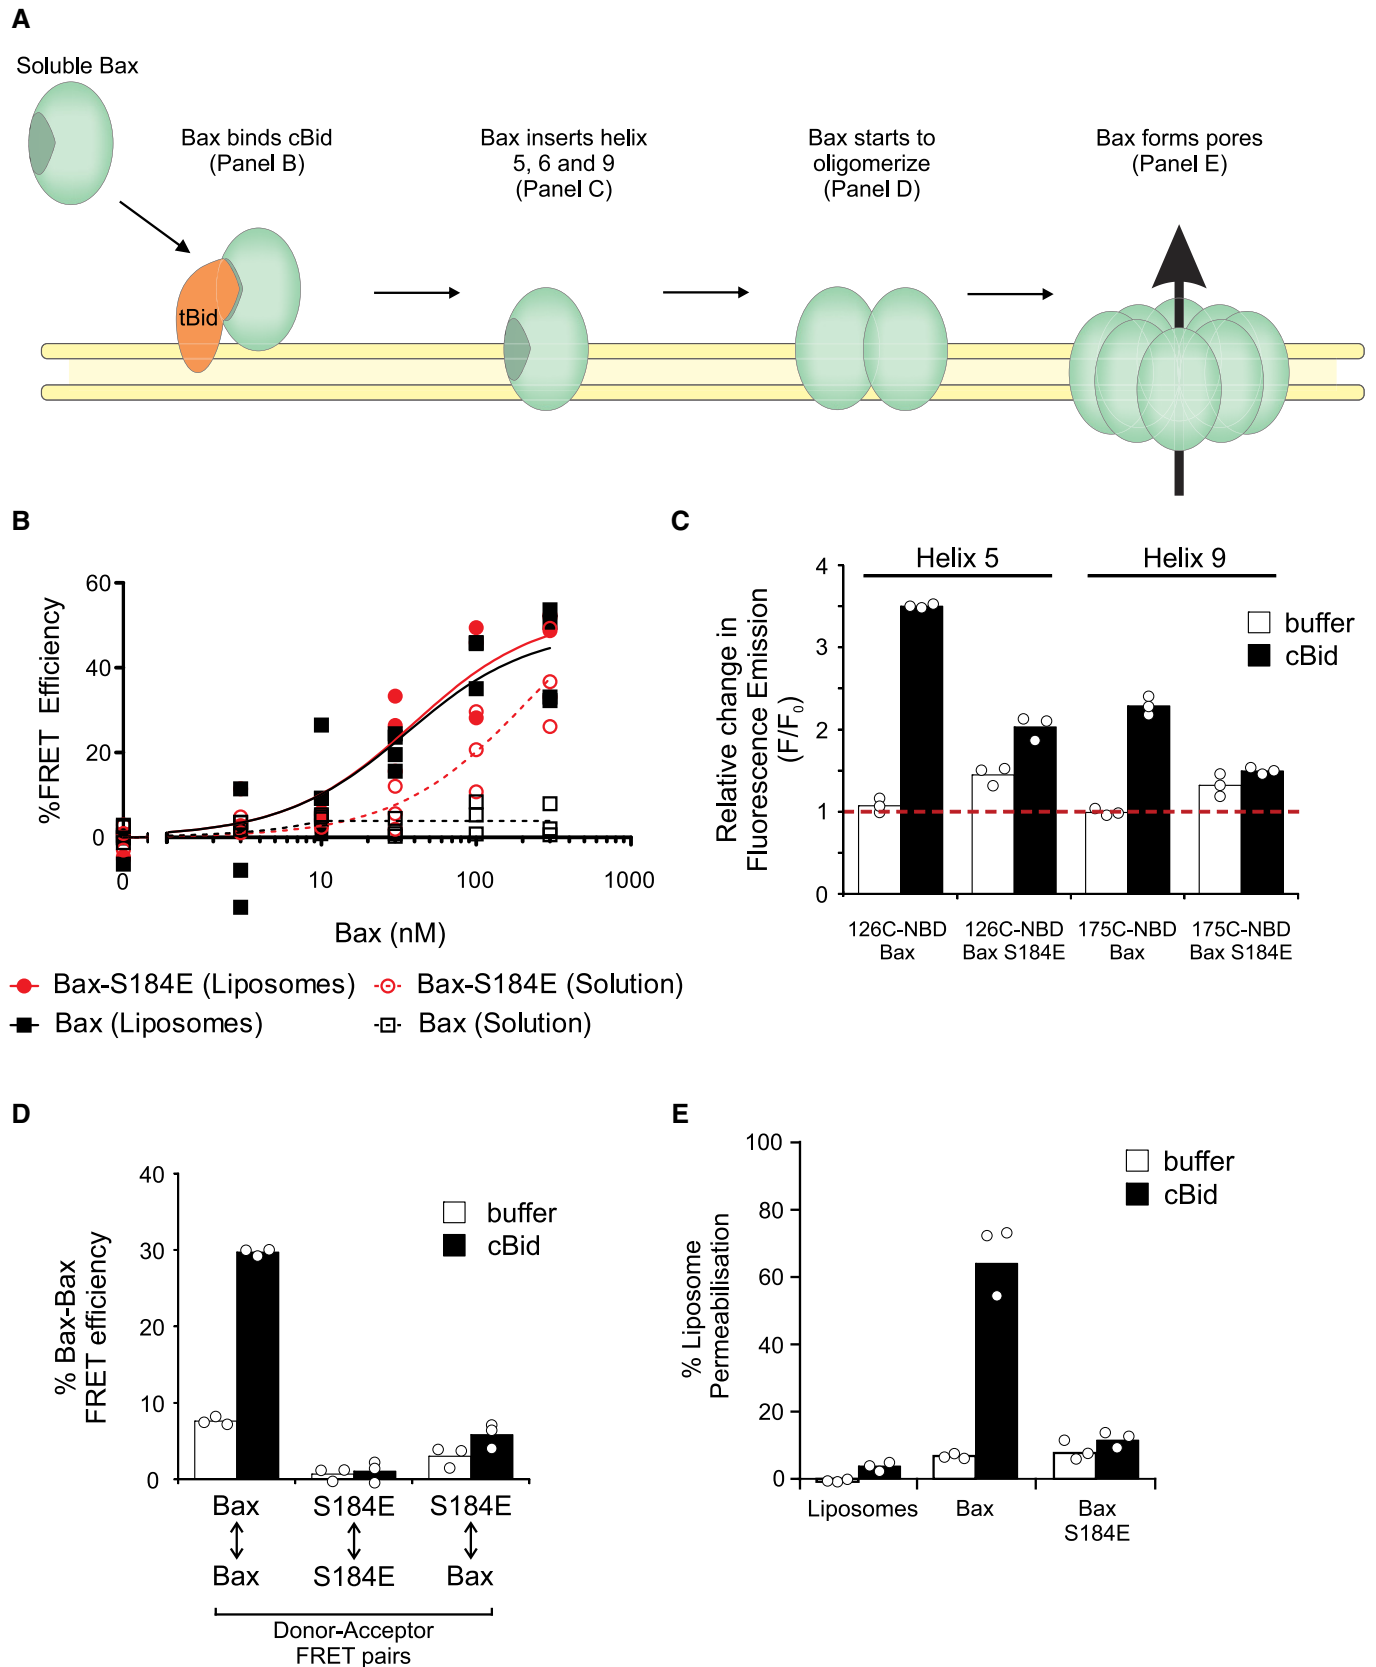 A
Soluble Bax
Bax binds cBid
(Panel B)
Bax inserts helix
5, 6 and 9
(Panel C)
Bax starts to
oligomerize
(Panel D)
Bax forms pores
(Panel E)
tBid
B
%FRET Efficiency
60
40
20
0
0
10
100
1000
Bax (nM)
Bax-S184E (Liposomes)
Bax-S184E (Solution)
Bax (Liposomes)
Bax (Solution)
C
Relative change in
Fluorescence Emission
(F/F0)
4
3
2
1
0
Helix 5
Helix 9
buffer
cBid
126C-NBD
Bax
126C-NBD
Bax S184E
175C-NBD
Bax
175C-NBD
Bax S184E
D
% Bax-Bax
FRET efficiency
40
30
20
10
0
buffer
cBid
Bax
Bax
S184E
S184E
S184E
Bax
Donor-Acceptor
FRET pairs
E
% Liposome
Permeabilisation
100
80
60
40
20
0
buffer
cBid
Liposomes
Bax
Bax
S184E